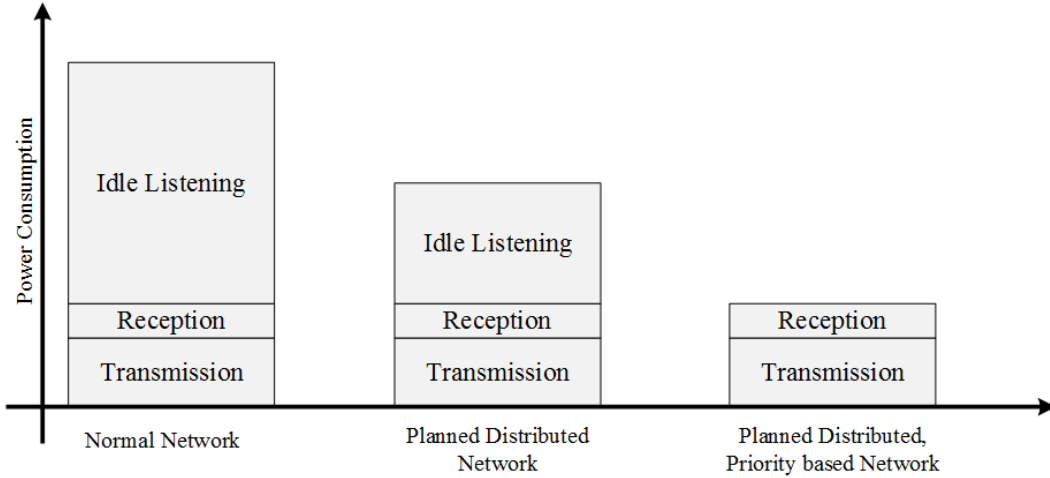 Power Consumption
Idle Listening
Reception
Transmission
Normal Network
Idle Listening
Reception
Transmission
Planned Distributed
Network
Reception
Transmission
Planned Distributed,
Priority based Network